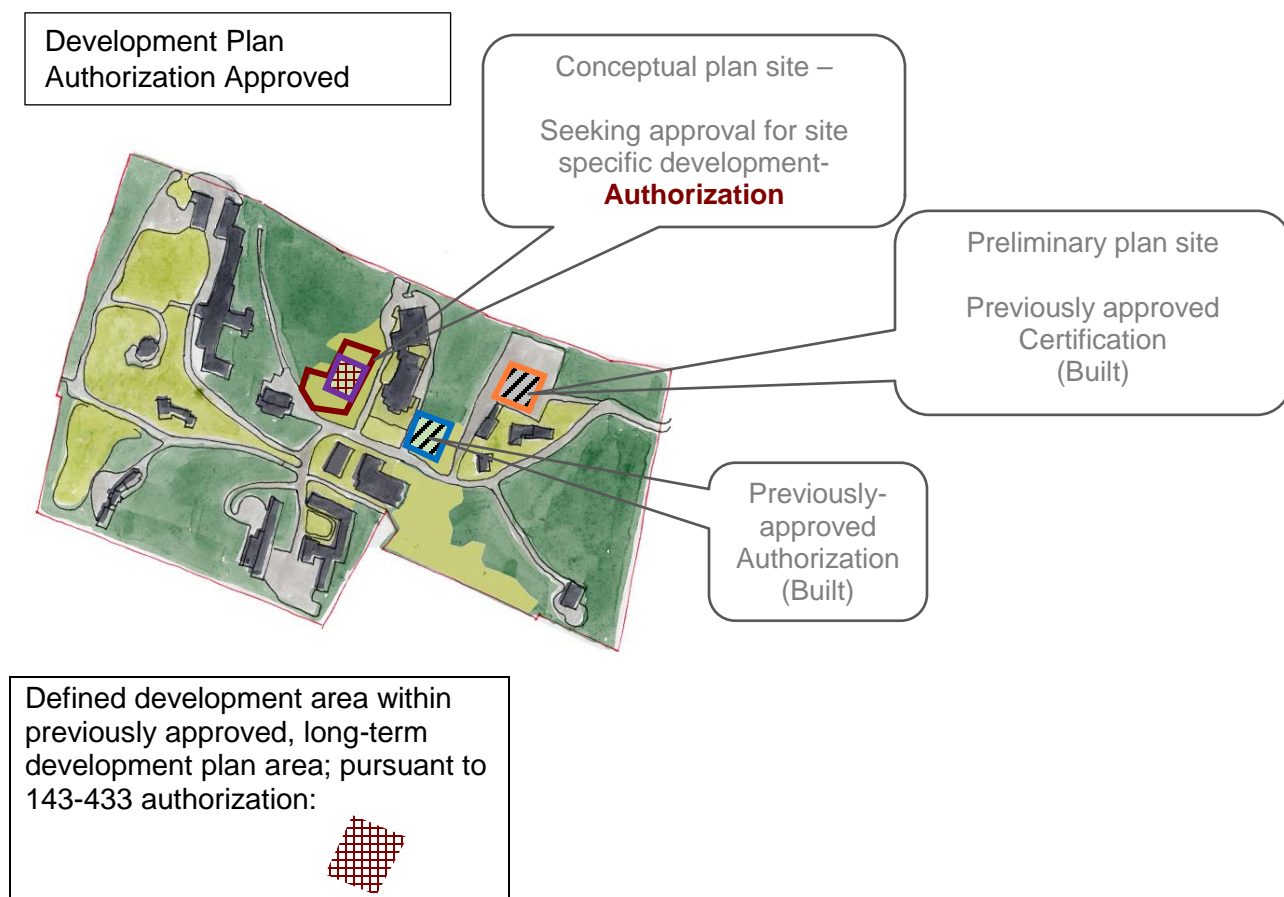 Development Plan
Authorization Approved
Conceptual plan site –
Seeking approval for site
specific development-
Authorization
Preliminary plan site
Previously approved
Certification
(Built)
Previously-
approved
Authorization
(Built)
Defined development area within
previously approved, long-term
development plan area; pursuant to
143-433 authorization: